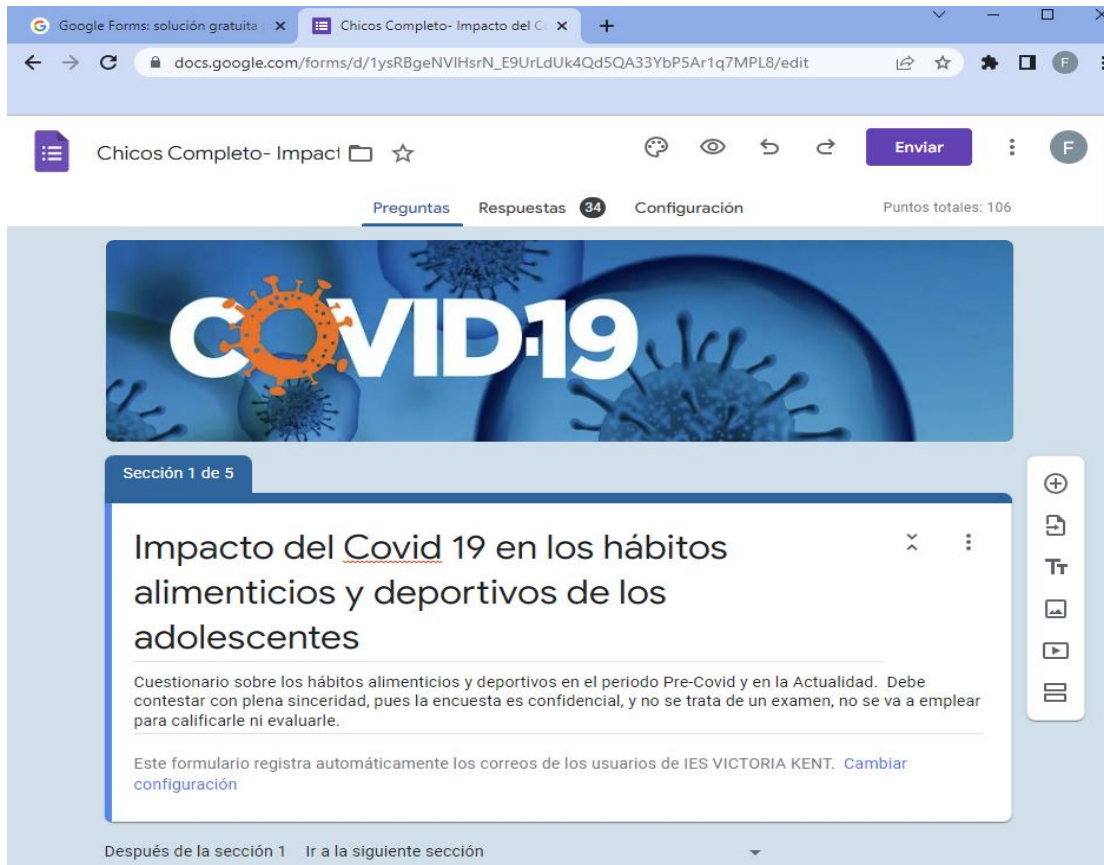 Google Forms: solución gratuita
Chicos Completo- Impacto del C
docs.google.com/forms/d/1ysRBgeNVIHsrN_E9UrLdUk4Qd5QA33YbP5Ar1q7MPL8/edit
F
Chicos Completo- Impact
Enviar
F
Preguntas Respuestas 34 Configuración Puntos totales: 106
COVID-19
Sección 1 de 5
Impacto del Covid 19 en los hábitos
alimenticios y deportivos de los
adolescentes
Cuestionario sobre los hábitos alimenticios y deportivos en el periodo Pre-Covid y en la Actualidad. Debe
contestar con plena sinceridad, pues la encuesta es confidencial, y no se trata de un examen, no se va a emplear
para calificarle ni evaluarle.
Este formulario registra automáticamente los correos de los usuarios de IES VICTORIA KENT. Cambiar
configuración
Después de la sección 1 Ir a la siguiente sección